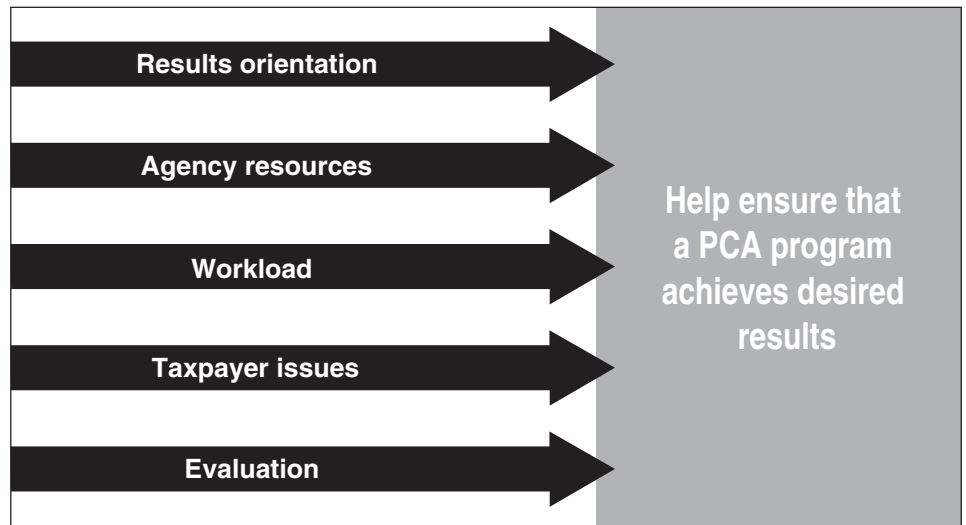 Results orientation
Agency resources
Workload
Taxpayer issues
Evaluation
Help ensure that
a PCA program
achieves desired
results